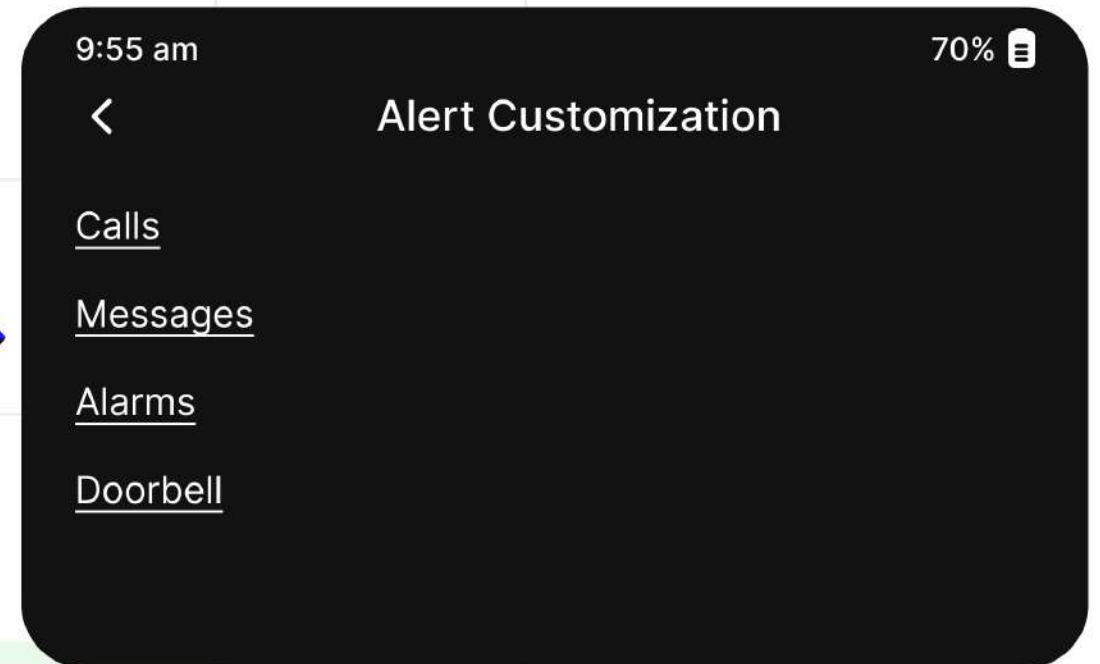 9:55 am 70%
Alert Customization
Calls
Messages
Alarms
Doorbell